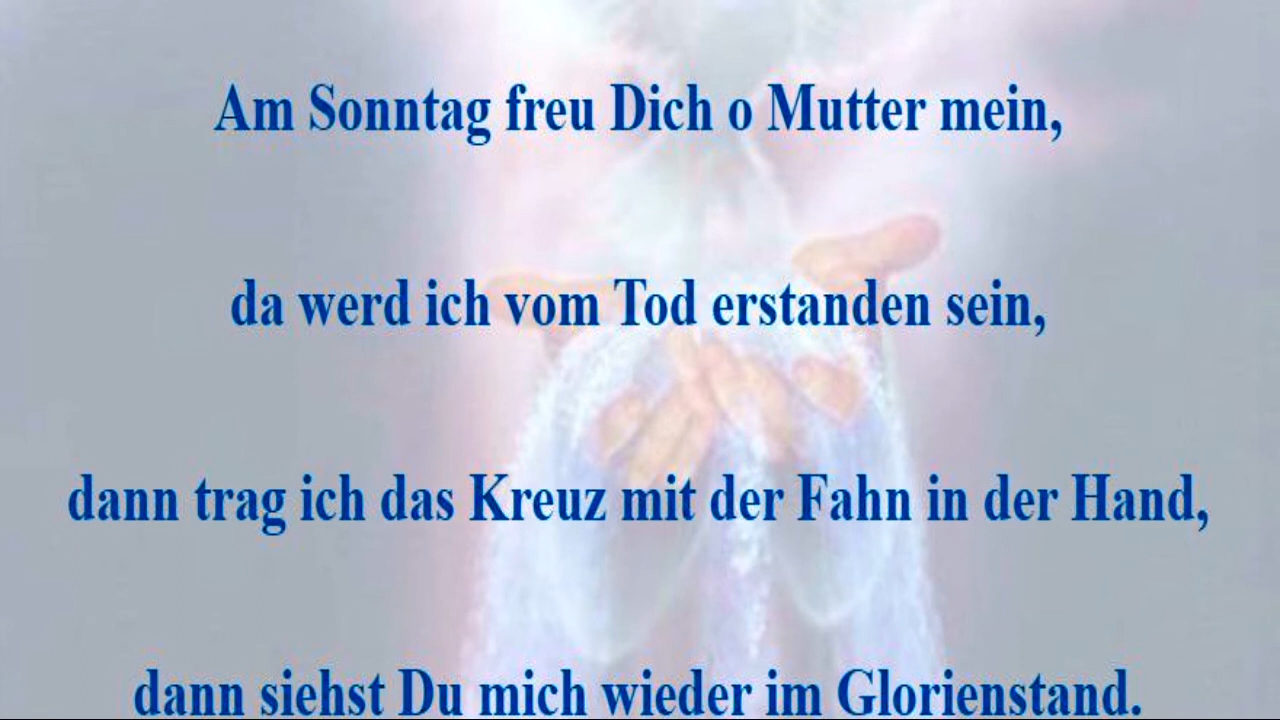 Am Sonntag freu Dich o Mutter mein,
da werd ich vom Tod erstanden sein,
dann trag ich das Kreuz mit der Fahn in der Hand,
dann siehst Du mich wieder im Glorienstand.